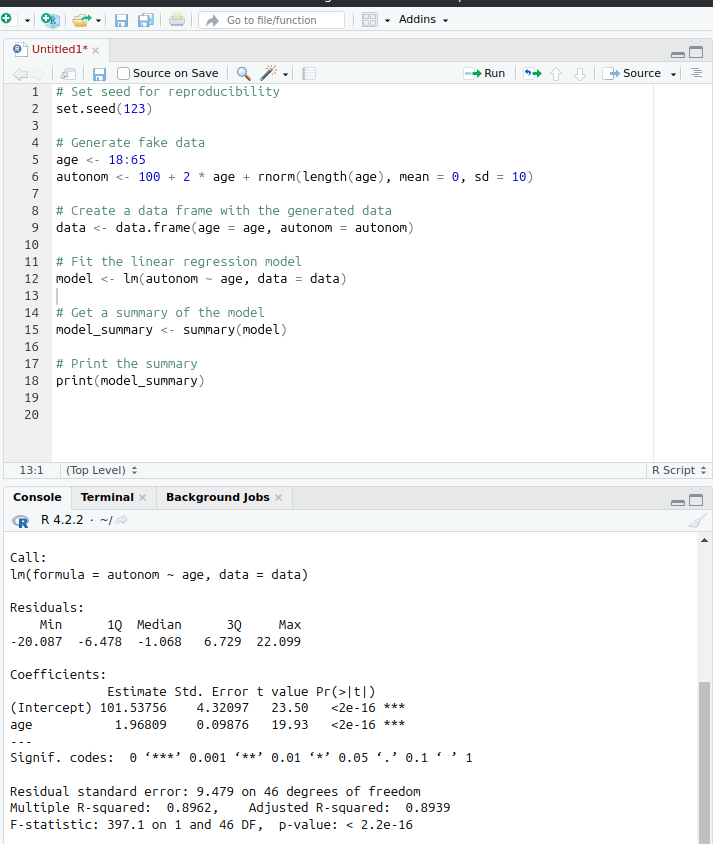 Go to file/function
Addins
Untitled1*
Source on Save
Run
Source
1 # Set seed for reproducibility
2 set.seed(123)
3
4 # Generate fake data
5 age <- 18:65
6 autonom <- 100 + 2 * age + rnorm(length(age), mean = 0, sd = 10)
7
8 # Create a data frame with the generated data
9 data <- data.frame(age = age, autonom = autonom)
10
11 # Fit the linear regression model
12 model <- lm(autonom ~ age, data = data)
13
14 # Get a summary of the model
15 model_summary <- summary(model)
16
17 # Print the summary
18 print(model_summary)
19
20
13:1 (Top Level) R Script
Console Terminal Background Jobs
R 4.2.2 · ~/
Call:
lm(formula = autonom ~ age, data = data)
Residuals:
Min 1Q Median 3Q Max
-20.087 -6.478 -1.068 6.729 22.099
Coefficients:
Estimate Std. Error t value Pr(>|t|)
(Intercept) 101.53756 4.32097 23.50 <2e-16 ***
age 1.96809 0.09876 19.93 <2e-16 ***
---
Signif. codes: 0 ‘***’ 0.001 ‘**’ 0.01 ‘*’ 0.05 ‘.’ 0.1 ‘ ’ 1
Residual standard error: 9.479 on 46 degrees of freedom
Multiple R-squared: 0.8962, Adjusted R-squared: 0.8939
F-statistic: 397.1 on 1 and 46 DF, p-value: < 2.2e-16